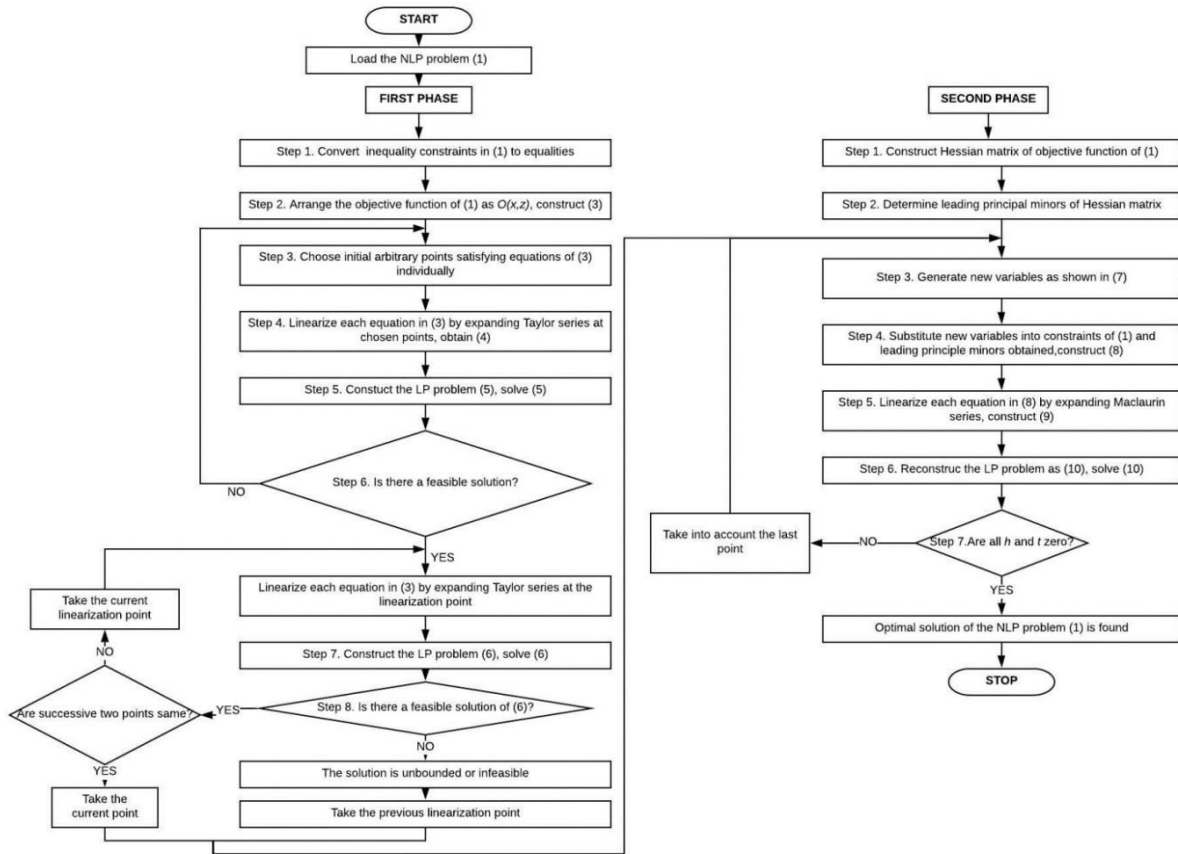 START
Load the NLP problem (1)
FIRST PHASE
Step 1. Convert inequality constraints in (1) to equalities
Step 2. Arrange the objective function of (1) as O(x,z), construct (3)
Step 3. Choose initial arbitrary points satisfying equations of (3)
individually
Step 4. Linearize each equation in (3) by expanding Taylor series at
chosen points, obtain (4)
Step 5. Constuct the LP problem (5), solve (5)
Step 6. Is there a feasible solution?
NO
YES
Linearize each equation in (3) by expanding Taylor series at the
linearization point
Take the current
linearization point
Step 7. Construct the LP problem (6), solve (6)
NO
Step 8. Is there a feasible solution of (6)?
YES
Are successive two points same?
NO
YES
The solution is unbounded or infeasible
Take the
current point
Take the previous linearization point
SECOND PHASE
Step 1. Construct Hessian matrix of objective function of (1)
Step 2. Determine leading principal minors of Hessian matrix
Step 3. Generate new variables as shown in (7)
Step 4. Substitute new variables into constraints of (1) and
leading principle minors obtained,construct (8)
Step 5. Linearize each equation in (8) by expanding Maclaurin
series, construct (9)
Step 6. Reconstruc the LP problem as (10), solve (10)
Take into account the last
point
NO
Step 7.Are all h and t zero?
YES
Optimal solution of the NLP problem (1) is found
STOP